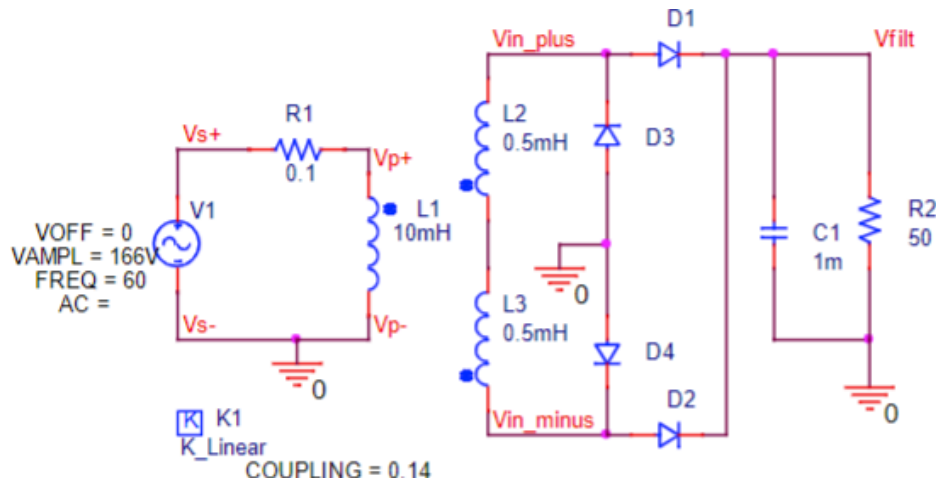 D1
Vin_plus
Vfilt
R1
L2
0.5mH
D3
Vs+
Vp+
0.1
V1
L1
10mH
R2
50
C1
1m
VOFF = 0
VAMPL = 166V
FREQ = 60
AC =
0
L3
0.5mH
Vs-
Vp-
D4
0
0
D2
Vin_minus
K K1
K_Linear
COUPLING = 0.14